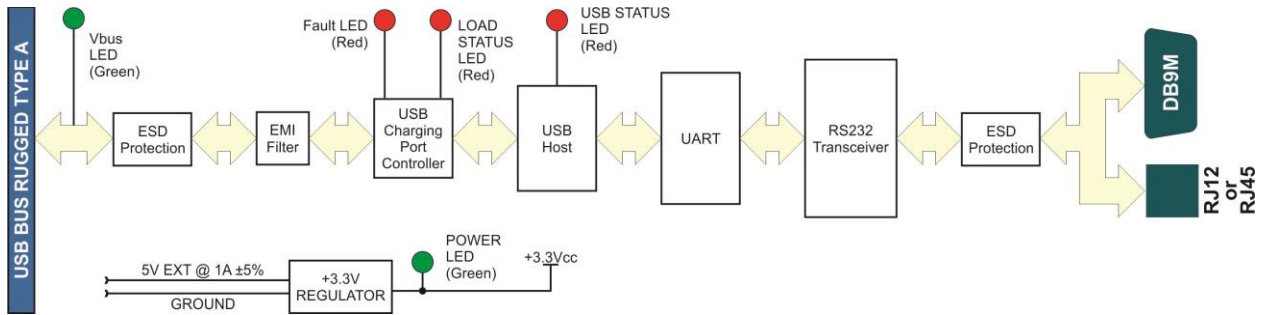 USB BUS RUGGED TYPE A
Vbus
LED
(Green)
Fault LED
(Red)
LOAD
STATUS
LED
(Red)
USB STATUS
LED
(Red)
ESD
Protection
EMI
Filter
USB
Charging
Port
Controller
USB
Host
UART
RS232
Transceiver
ESD
Protection
DB9M
RJ12
or
RJ45
5V EXT @ 1A ±5%
GROUND
+3.3V
REGULATOR
POWER
LED
(Green)
+3.3Vcc